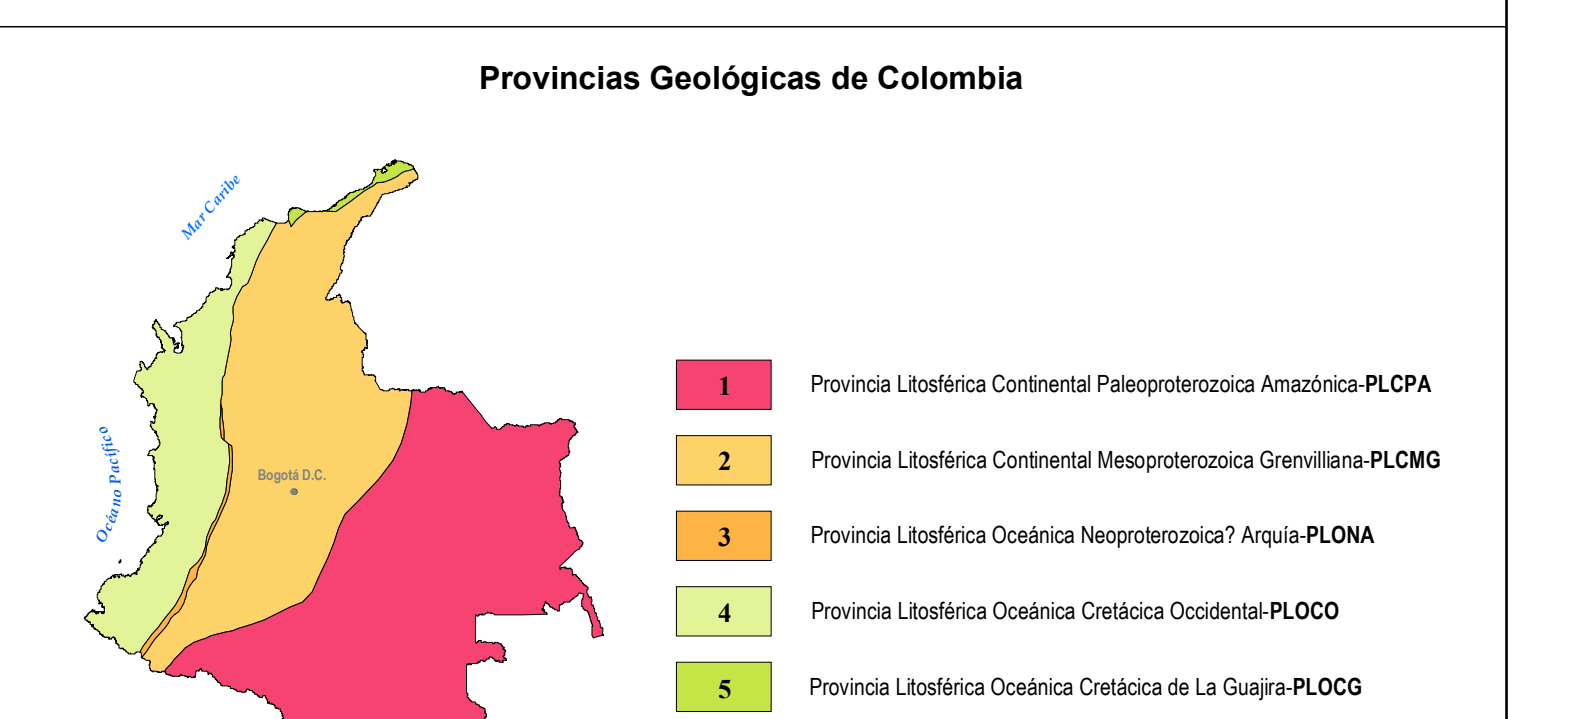 Provincias Geológicas de Colombia
Mar Caribe
Océano Pacífico
Bogotá D.C.
1 Provincia Litosférica Continental Paleoproterozoica Amazónica-PLCPA
2 Provincia Litosférica Continental Mesoproterozoica Grenvilliana-PLCMG
3 Provincia Litosférica Oceánica Neoproterozoica? Arquía-PLONA
4 Provincia Litosférica Oceánica Cretácica Occidental-PLOCO
5 Provincia Litosférica Oceánica Cretácica de La Guajira-PLOCG